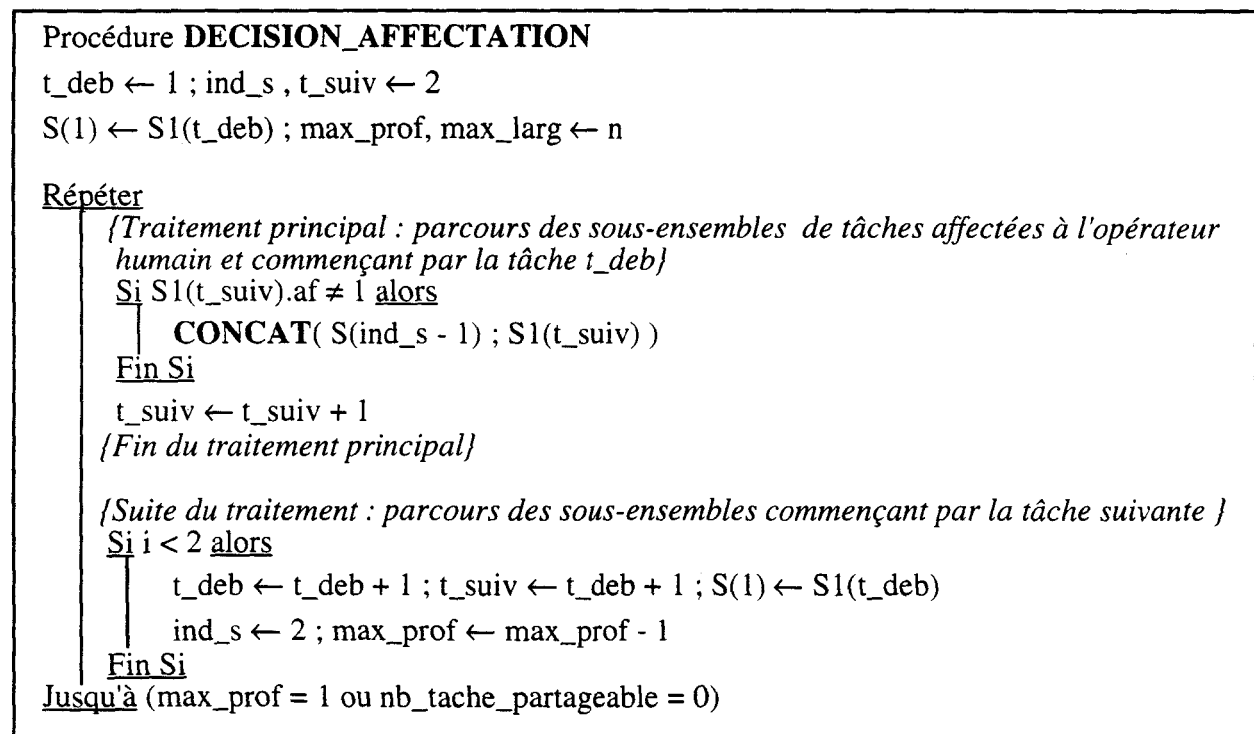 Procédure DECISION_AFFECTATION
t_deb ← 1 ; ind_s , t_suiv ← 2
S(1) ← S1(t_deb) ; max_prof, max_larg ← n
Répéter
{Traitement principal : parcours des sous-ensembles de tâches affectées à l'opérateur
humain et commençant par la tâche t_deb}
Si S1(t_suiv).af ≠ 1 alors
CONCAT( S(ind_s - 1) ; S1(t_suiv) )
Fin Si
t_suiv ← t_suiv + 1
{Fin du traitement principal}
{Suite du traitement : parcours des sous-ensembles commençant par la tâche suivante }
Si i < 2 alors
t_deb ← t_deb + 1 ; t_suiv ← t_deb + 1 ; S(1) ← S1(t_deb)
ind_s ← 2 ; max_prof ← max_prof - 1
Fin Si
Jusqu'à (max_prof = 1 ou nb_tache_partageable = 0)